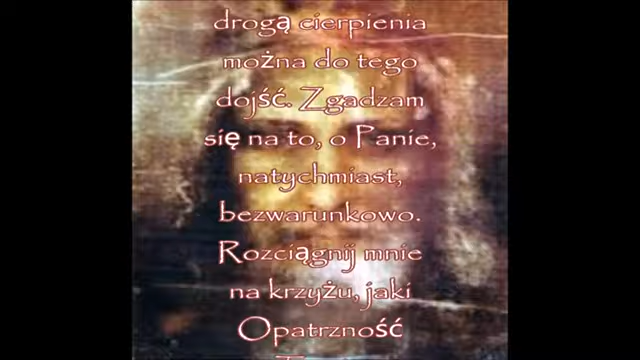 drogą cierpienia
można do tego
dojść. Zgadzam
się na to, o Panie,
natychmiast,
bezwarunkowo.
Rozciągnij mnie
na krzyżu, jaki
Opatrzność